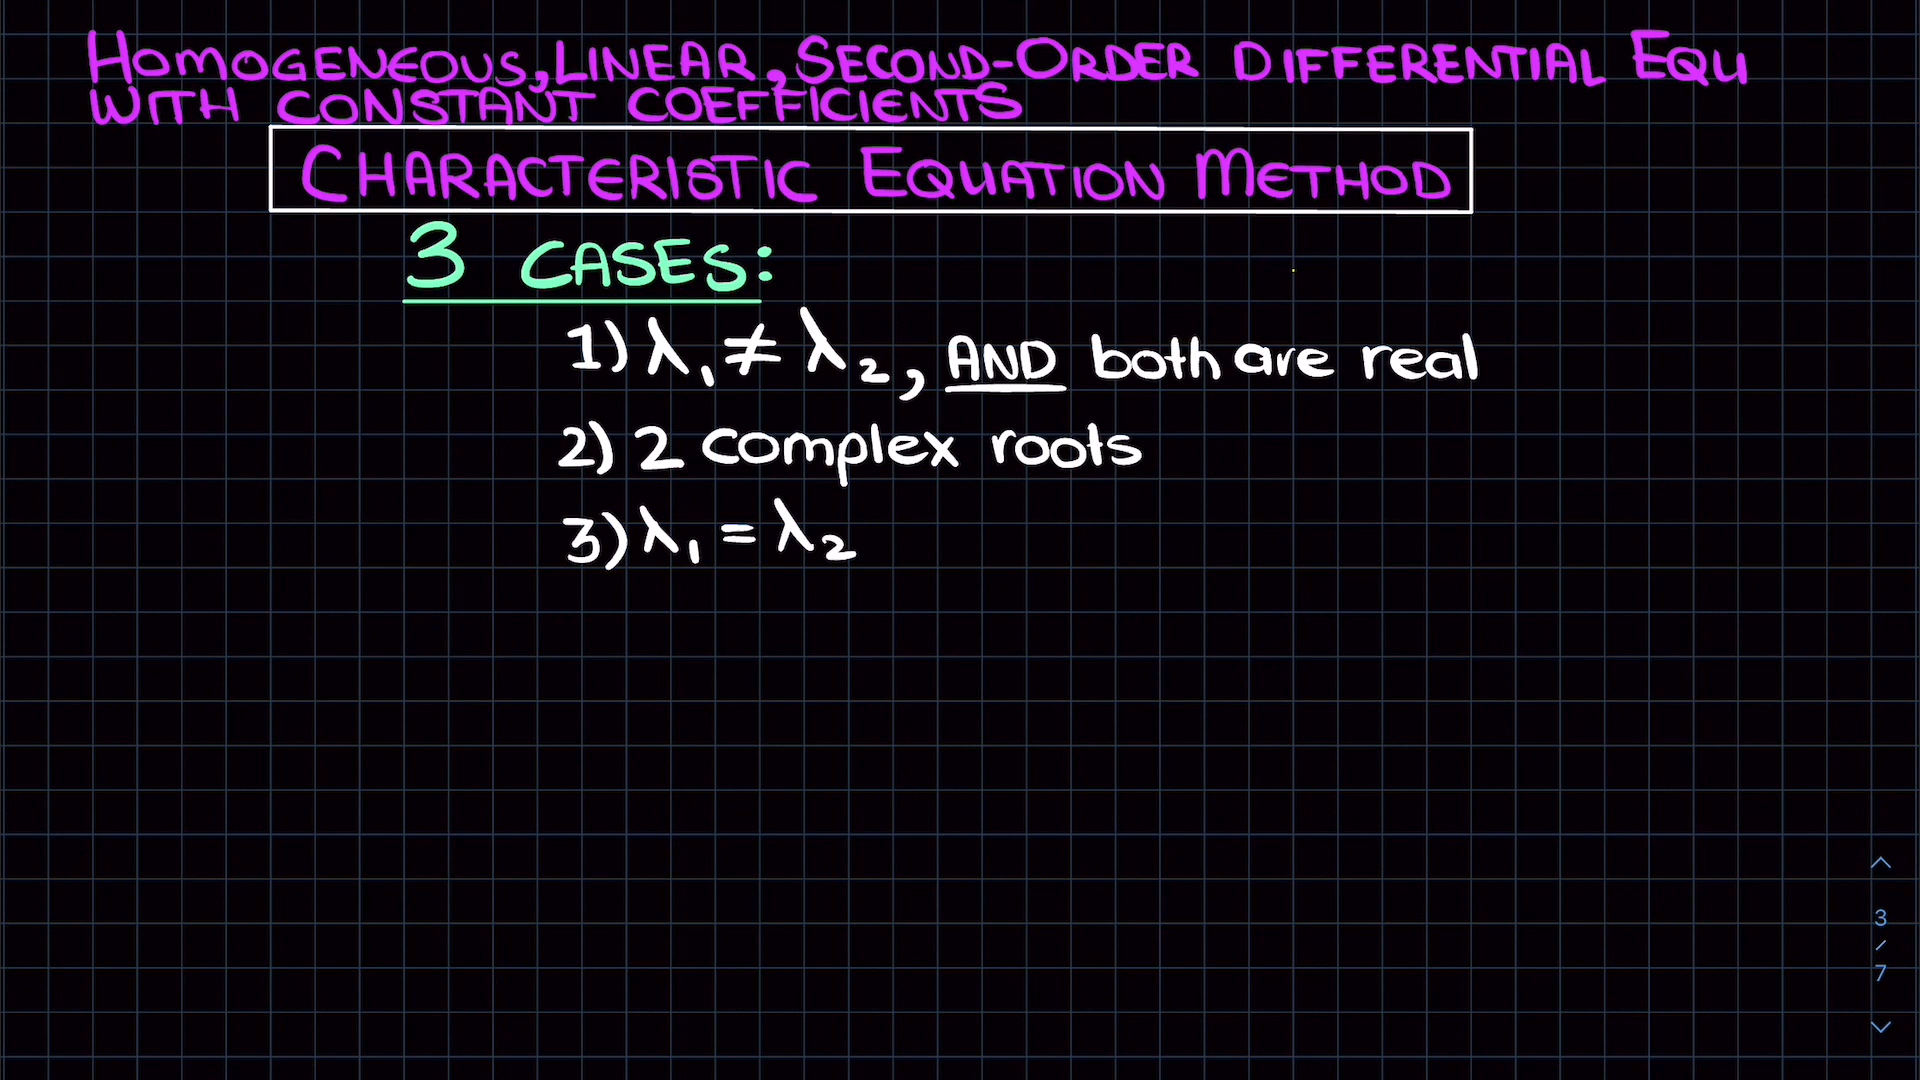 HOMOGENEOUS, LINEAR, SECOND-ORDER DIFFERENTIAL EQU
WITH CONSTANT COEFFICIENTS
CHARACTERISTIC EQUATION METHOD
3 CASES:
1) λ₁ ≠ λ₂, AND both are real
2) 2 complex roots
3) λ₁ = λ₂
3
/
7